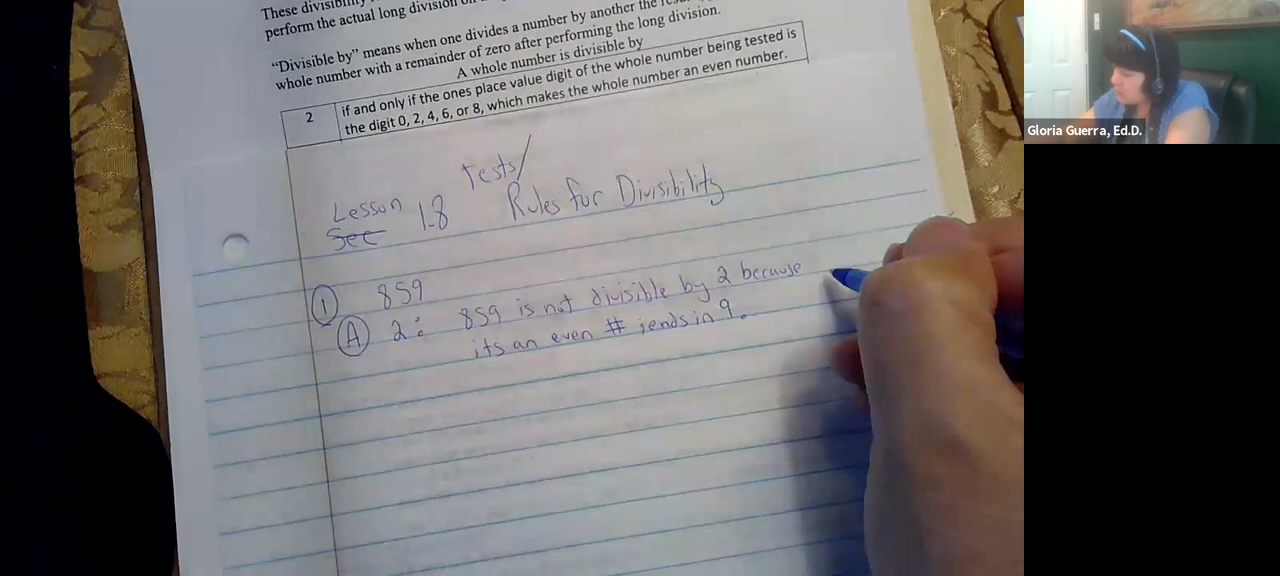 These divisibility
perform the actual long division
“Divisible by” means when one divides a number by another the
whole number with a remainder of zero after performing the long division.
A whole number is divisible by
2 if and only if the ones place value digit of the whole number being tested is
the digit 0, 2, 4, 6, or 8, which makes the whole number an even number.
Tests/
Lesson
See 1.8 Rules for Divisibility
1 859
A 2: 859 is not divisible by 2 because
its an even # ; ends in 9.
Gloria Guerra, Ed.D.